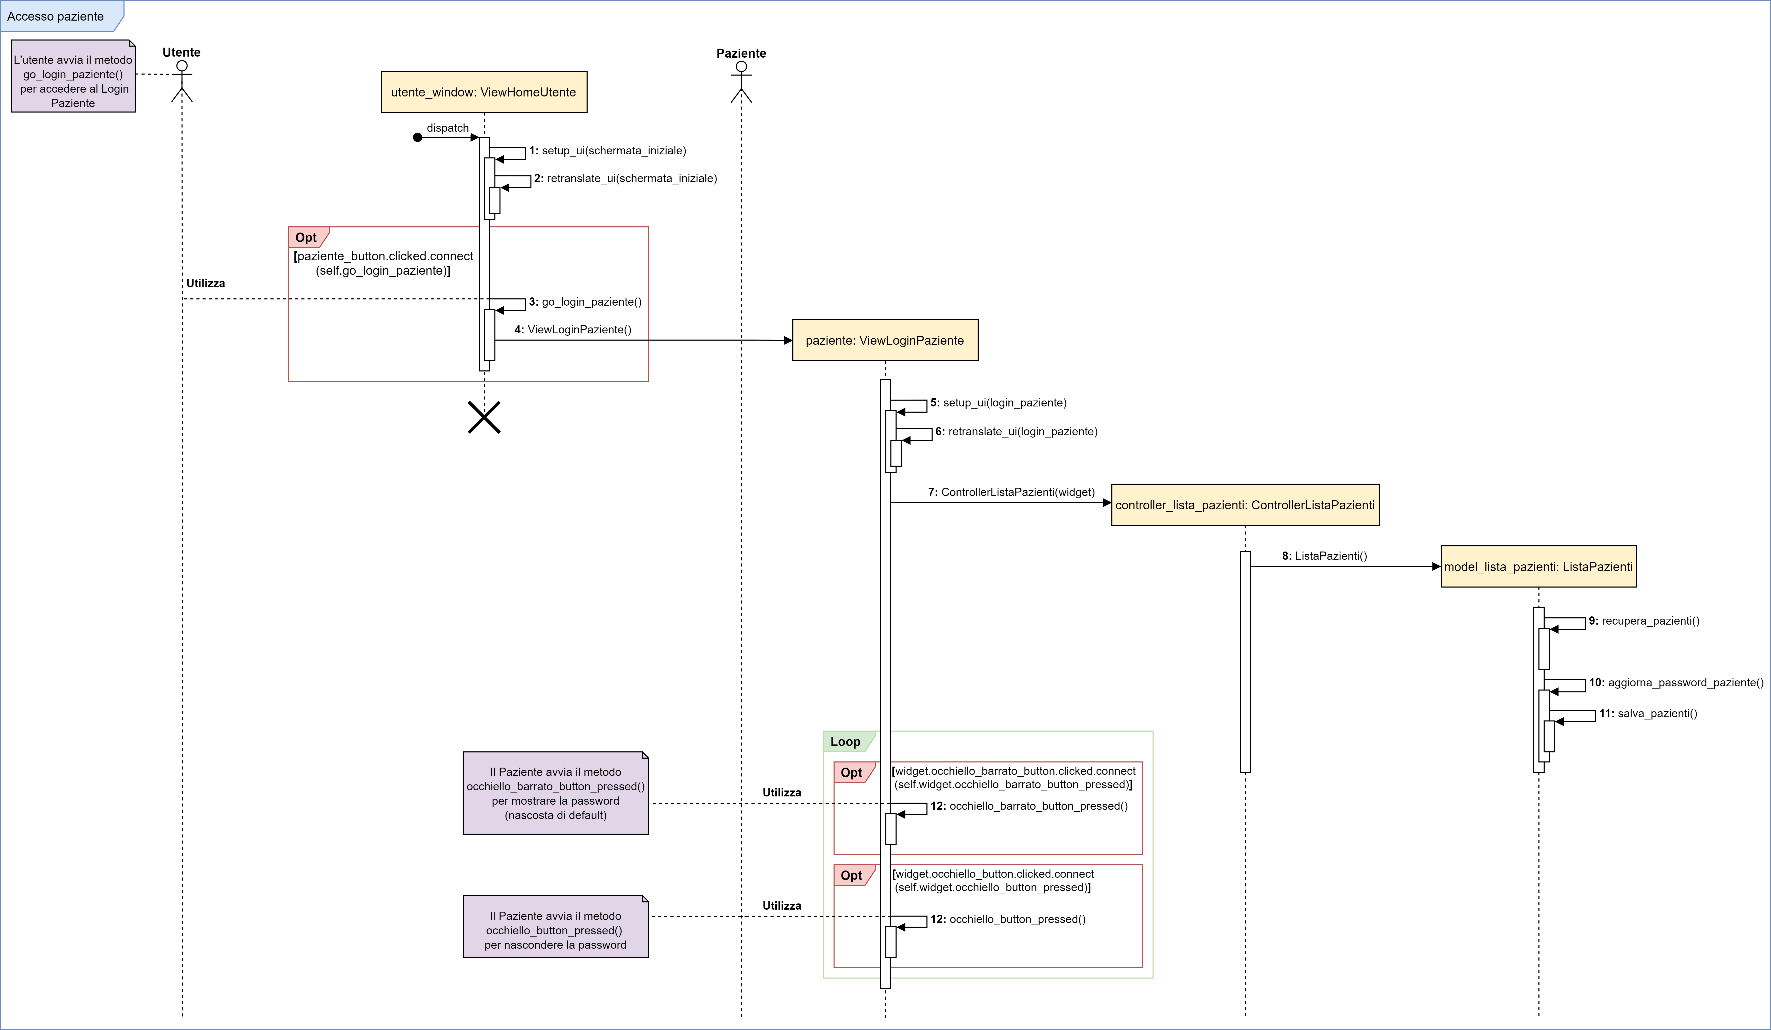 Accesso paziente
L'utente avvia il metodo
go_login_paziente()
per accedere al Login
Paziente
Utente
Paziente
utente_window: ViewHomeUtente
dispatch
1: setup_ui(schermata_iniziale)
2: retranslate_ui(schermata_iniziale)
Opt
[paziente_button.clicked.connect
(self.go_login_paziente)]
Utilizza
3: go_login_paziente()
4: ViewLoginPaziente()
paziente: ViewLoginPaziente
5: setup_ui(login_paziente)
6: retranslate_ui(login_paziente)
7: ControllerListaPazienti(widget)
controller_lista_pazienti: ControllerListaPazienti
8: ListaPazienti()
model_lista_pazienti: ListaPazienti
9: recupera_pazienti()
10: aggiorna_password_paziente()
11: salva_pazienti()
Loop
Opt
[widget.occhiello_barrato_button.clicked.connect
(self.widget.occhiello_barrato_button_pressed)]
Il Paziente avvia il metodo
occhiello_barrato_button_pressed()
per mostrare la password
(nascosta di default)
Utilizza
12: occhiello_barrato_button_pressed()
Opt
[widget.occhiello_button.clicked.connect
(self.widget.occhiello_button_pressed)]
Il Paziente avvia il metodo
occhiello_button_pressed()
per nascondere la password
Utilizza
12: occhiello_button_pressed()